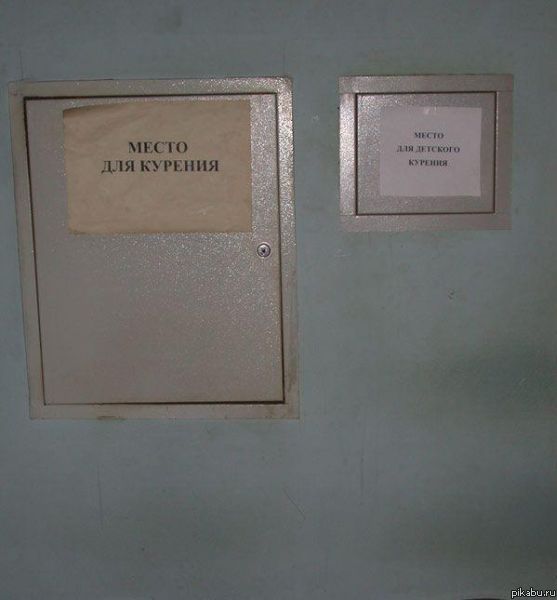 МЕСТО
ДЛЯ КУРЕНИЯ
МЕСТО
ДЛЯ ДЕТСКОГО
КУРЕНИЯ
pikabu.ru